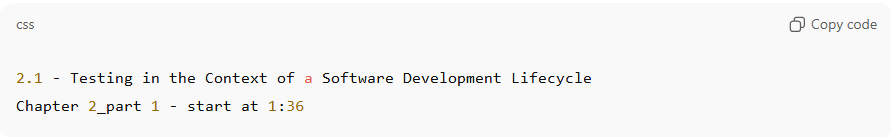 css
Copy code
2.1 - Testing in the Context of a Software Development Lifecycle
Chapter 2_part 1 - start at 1:36